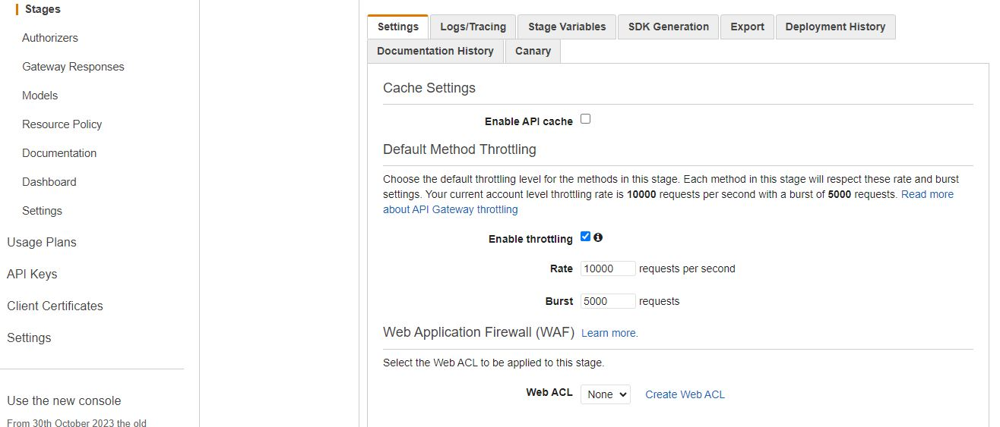 Stages
Authorizers
Gateway Responses
Models
Resource Policy
Documentation
Dashboard
Settings
Usage Plans
API Keys
Client Certificates
Settings
Use the new console
From 30th October 2023 the old
Settings Logs/Tracing Stage Variables SDK Generation Export Deployment History
Documentation History Canary
Cache Settings
Enable API cache
Default Method Throttling
Choose the default throttling level for the methods in this stage. Each method in this stage will respect these rate and burst
settings. Your current account level throttling rate is 10000 requests per second with a burst of 5000 requests. Read more
about API Gateway throttling
Enable throttling
Rate 10000 requests per second
Burst 5000 requests
Web Application Firewall (WAF) Learn more.
Select the Web ACL to be applied to this stage.
Web ACL None Create Web ACL